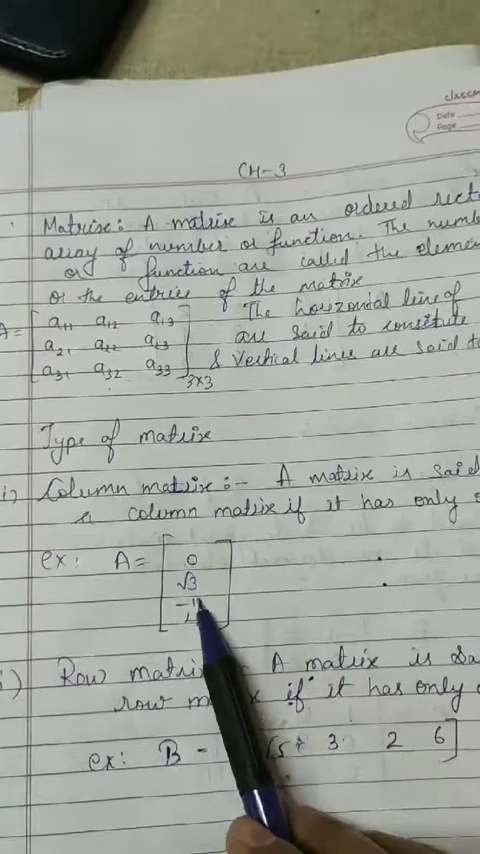 classm
Date
Page
CH-3
Matrix: A matrix is an ordered recta
array of number or function. The numb
or function are called the elemen
or the entries of the matrix
A = [ a11 a12 a13
The horizontal line of
a21 a22 a23
are said to constitute
a31 a32 a33 ] 3×3
& vertical lines are said to
Type of matrix
i) Column matrix :- A matrix is said
a column matrix if it has only o
ex: A = [ 0
√3
Row matrix - A matrix is sa
row if it has only o
ex: B 3 2 6 ]